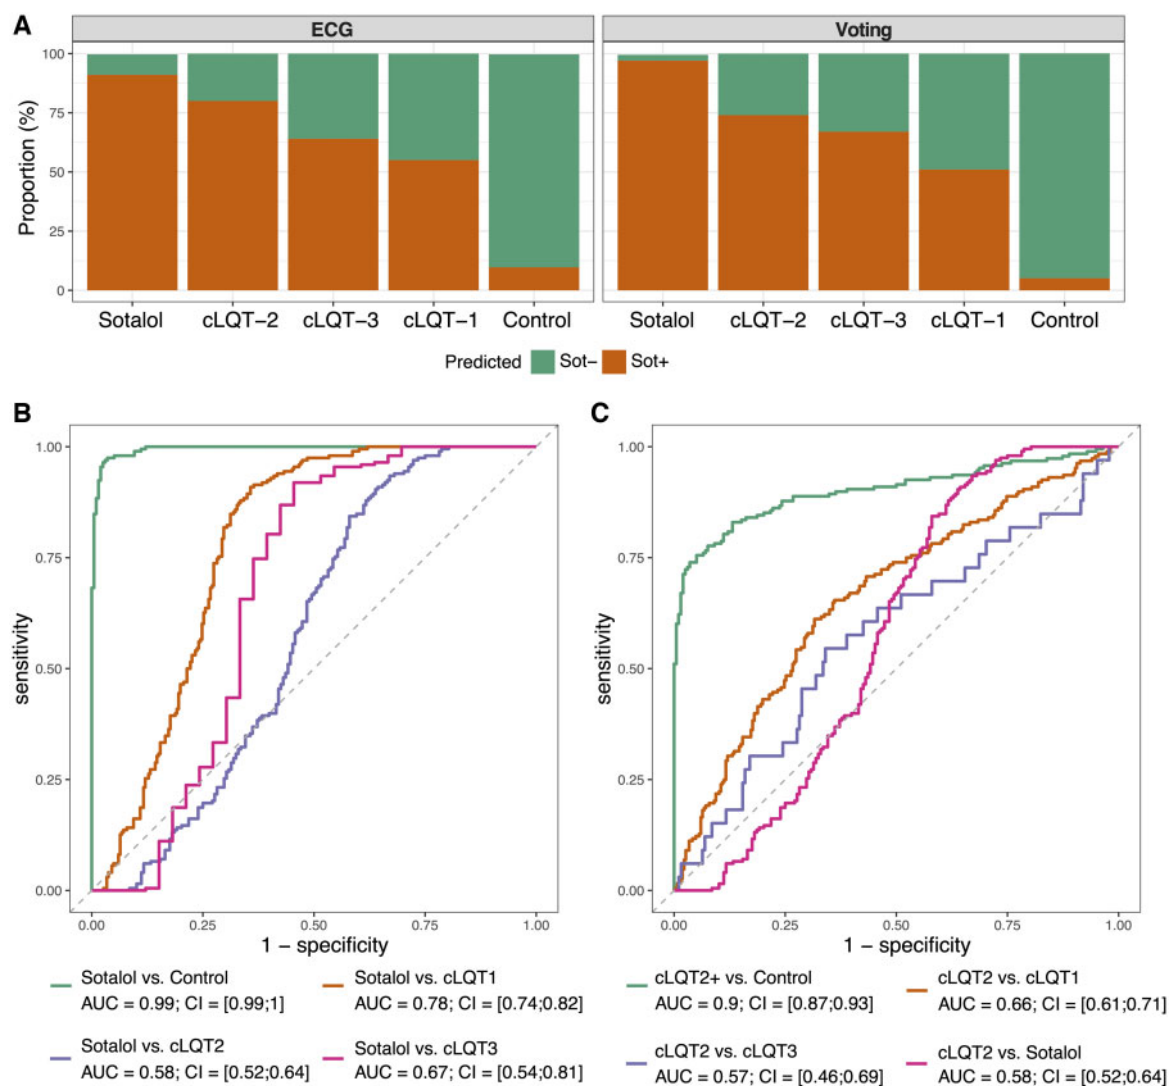 A
ECG
Voting
Proportion (%)
100
75
50
25
0
Sotalol cLQT−2 cLQT−3 cLQT−1 Control
Sotalol cLQT−2 cLQT−3 cLQT−1 Control
Predicted Sot− Sot+
B
sensitivity
1.00
0.75
0.50
0.25
0.00
0.00 0.25 0.50 0.75 1.00
1 − specificity
Sotalol vs. Control
AUC = 0.99; CI = [0.99;1]
Sotalol vs. cLQT1
AUC = 0.78; CI = [0.74;0.82]
Sotalol vs. cLQT2
AUC = 0.58; CI = [0.52;0.64]
Sotalol vs. cLQT3
AUC = 0.67; CI = [0.54;0.81]
C
sensitivity
1.00
0.75
0.50
0.25
0.00
0.00 0.25 0.50 0.75 1.00
1 − specificity
cLQT2+ vs. Control
AUC = 0.9; CI = [0.87;0.93]
cLQT2 vs. cLQT1
AUC = 0.66; CI = [0.61;0.71]
cLQT2 vs. cLQT3
AUC = 0.57; CI = [0.46;0.69]
cLQT2 vs. Sotalol
AUC = 0.58; CI = [0.52;0.64]